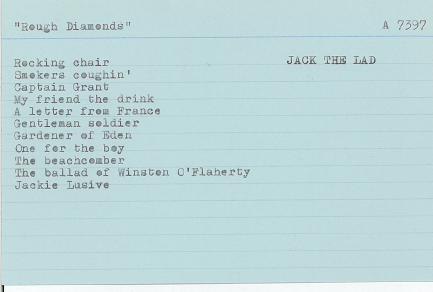 "Rough Diamonds" A 7397
Rocking chair JACK THE LAD
Smokers coughin'
Captain Grant
My friend the drink
A letter from France
Gentleman soldier
Gardener of Eden
One for the boy
The beachcomber
The ballad of Winston O'Flaherty
Jackie Lusive